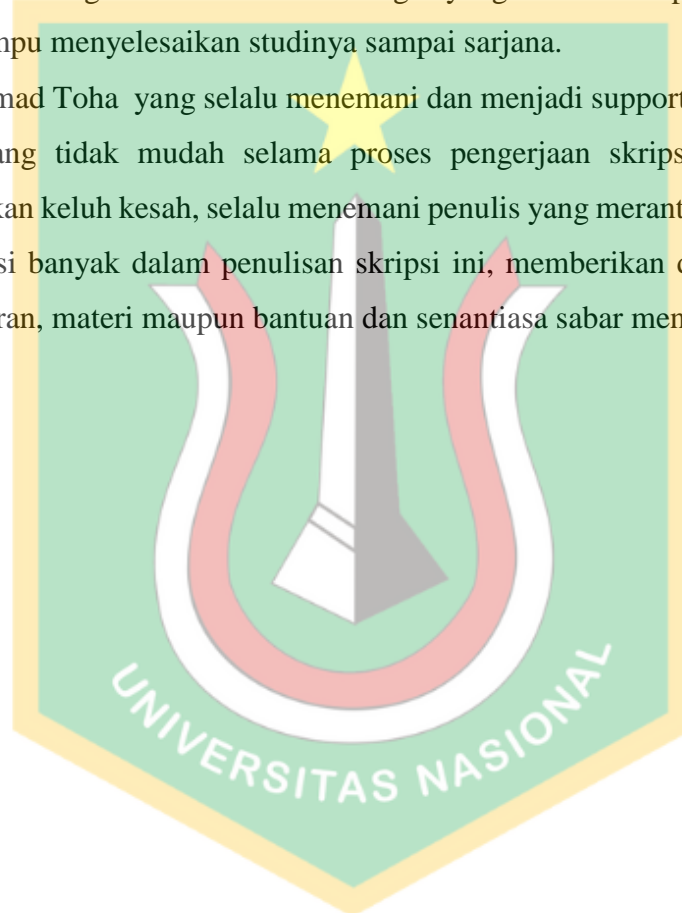 yang
mpu menyelesaikan studinya sampai sarjana.
mad Toha yang selalu menemani dan menjadi support
ang tidak mudah selama proses pengerjaan skrips
kan keluh kesah, selalu menemani penulis yang merant
si banyak dalam penulisan skripsi ini, memberikan
ran, materi maupun bantuan dan senantiasa sabar men
UNIVERSITAS NASIONAL